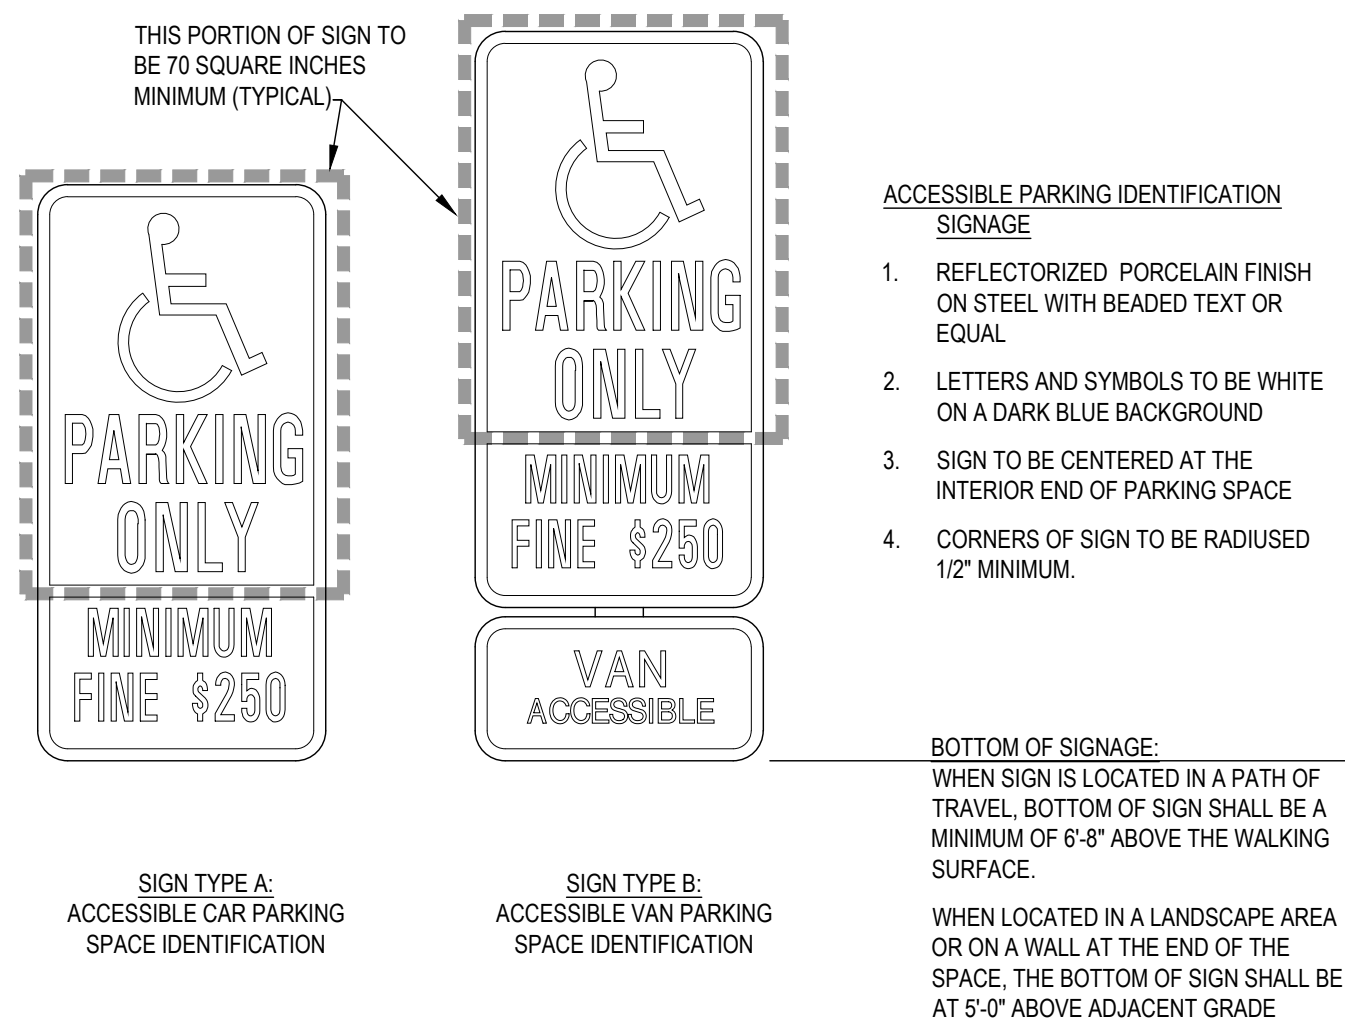 THIS PORTION OF SIGN TO
BE 70 SQUARE INCHES
MINIMUM (TYPICAL)
PARKING
ONLY
MINIMUM
FINE $250
SIGN TYPE A:
ACCESSIBLE CAR PARKING
SPACE IDENTIFICATION
PARKING
ONLY
MINIMUM
FINE $250
VAN
ACCESSIBLE
SIGN TYPE B:
ACCESSIBLE VAN PARKING
SPACE IDENTIFICATION
ACCESSIBLE PARKING IDENTIFICATION
SIGNAGE
1. REFLECTORIZED PORCELAIN FINISH
ON STEEL WITH BEADED TEXT OR
EQUAL
2. LETTERS AND SYMBOLS TO BE WHITE
ON A DARK BLUE BACKGROUND
3. SIGN TO BE CENTERED AT THE
INTERIOR END OF PARKING SPACE
4. CORNERS OF SIGN TO BE RADIUSED
1/2" MINIMUM.
BOTTOM OF SIGNAGE:
WHEN SIGN IS LOCATED IN A PATH OF
TRAVEL, BOTTOM OF SIGN SHALL BE A
MINIMUM OF 6'-8" ABOVE THE WALKING
SURFACE.
WHEN LOCATED IN A LANDSCAPE AREA
OR ON A WALL AT THE END OF THE
SPACE, THE BOTTOM OF SIGN SHALL BE
AT 5'-0" ABOVE ADJACENT GRADE